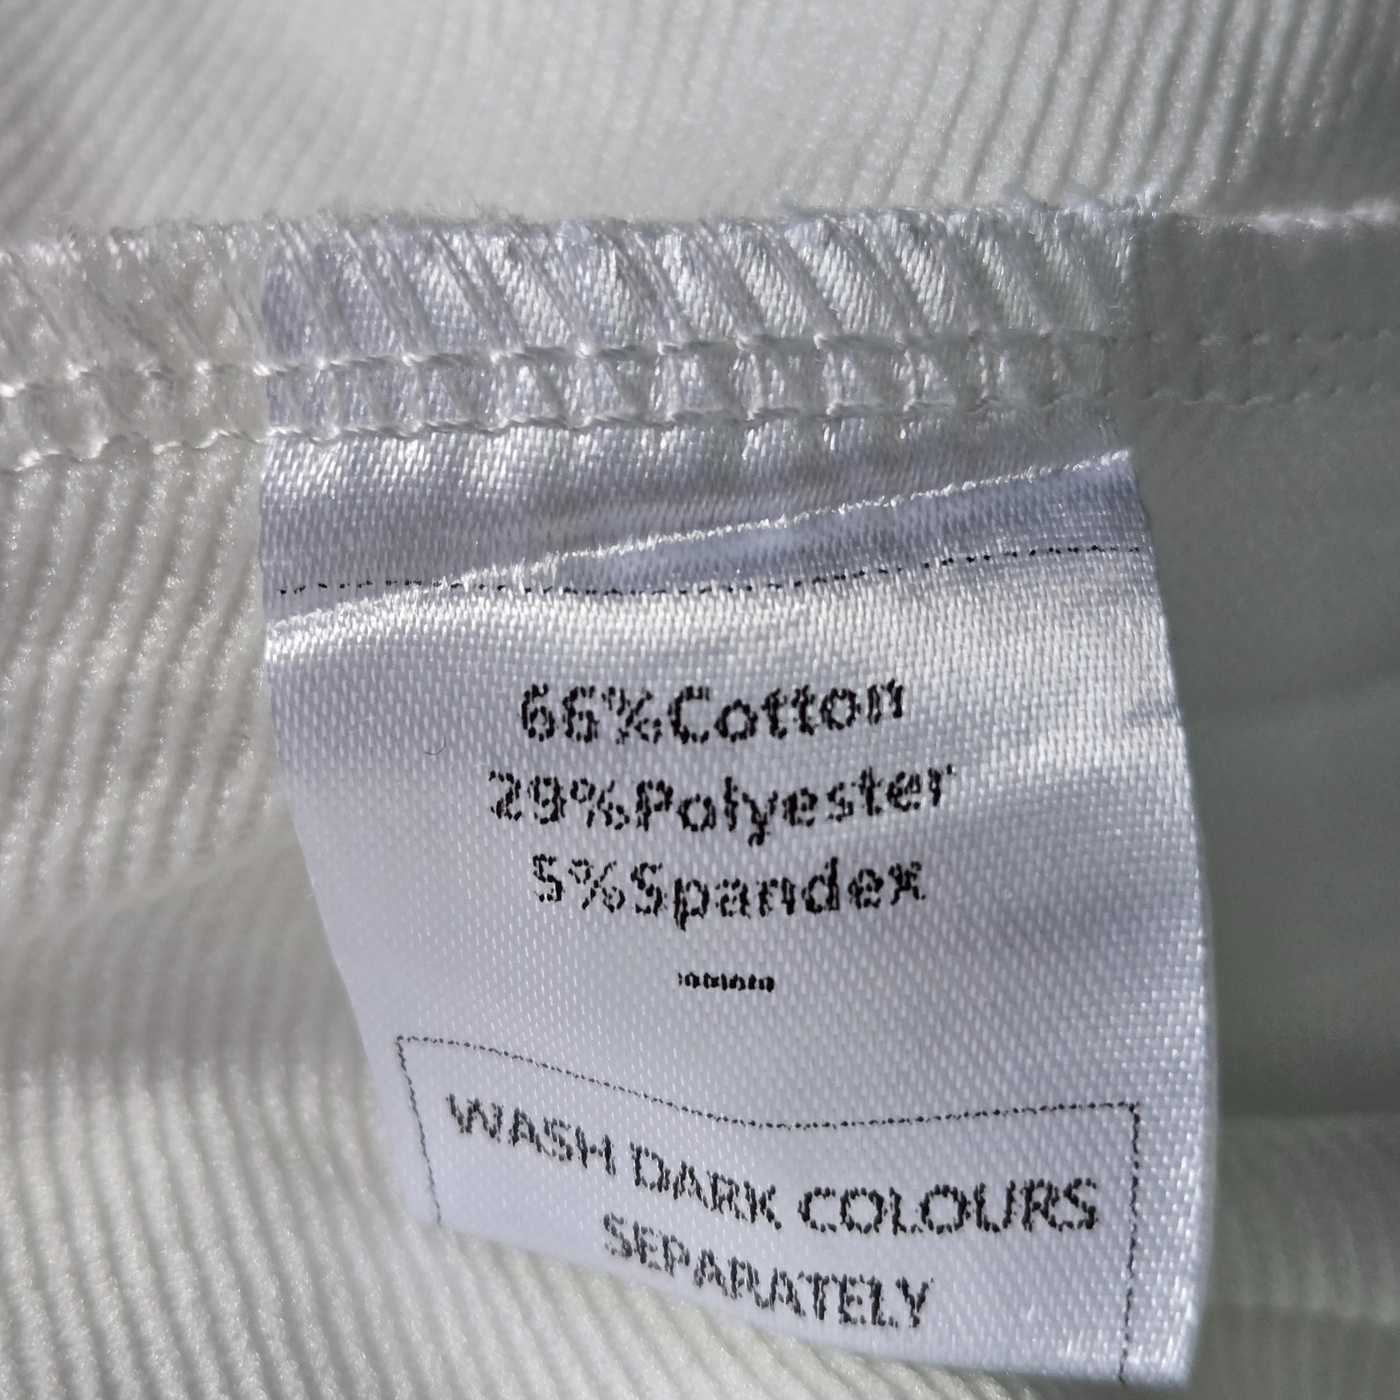 66%Cotton
29%Polyester
5%Spandex
WASH DARK COLOURS
SEPARATELY